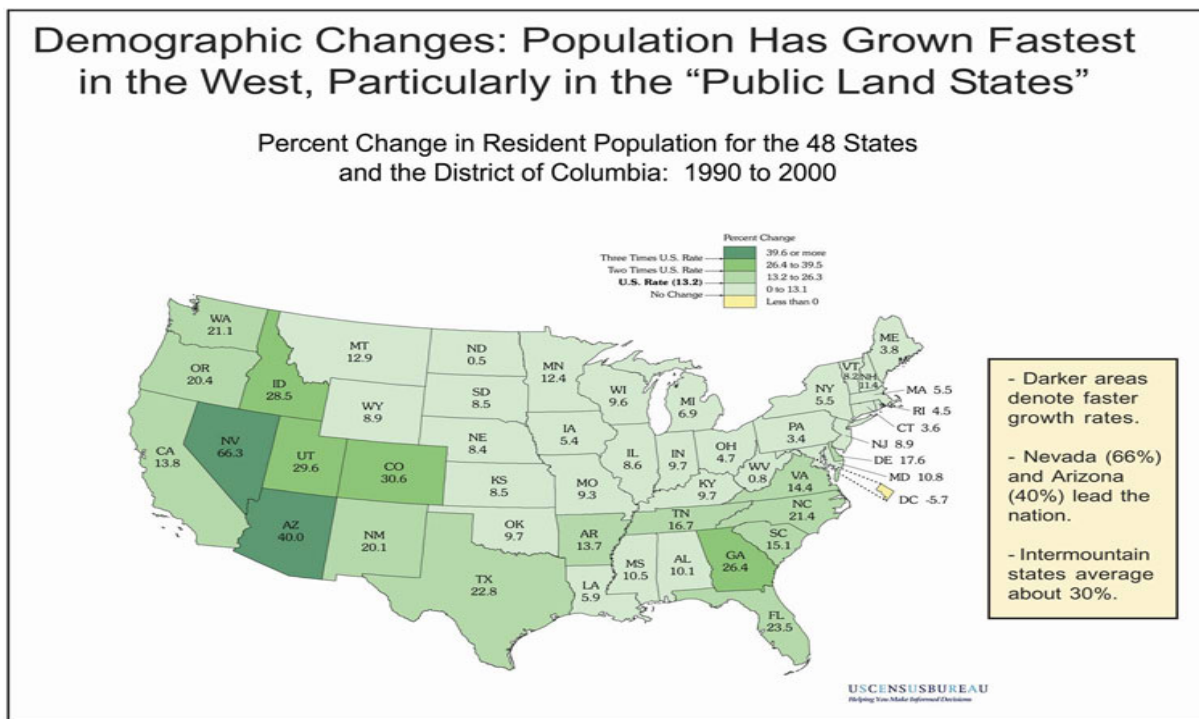 Demographic Changes: Population Has Grown Fastest
in the West, Particularly in the “Public Land States”
Percent Change in Resident Population for the 48 States
and the District of Columbia: 1990 to 2000
Percent Change
39.6 or more
Three Times U.S. Rate
26.4 to 39.5
Two Times U.S. Rate
13.2 to 26.3
U.S. Rate (13.2)
0 to 13.1
No Change
Less than 0
WA
21.1
OR
20.4
ID
28.5
MT
12.9
WY
8.9
ND
0.5
SD
8.5
NE
8.4
KS
8.5
OK
9.7
MN
12.4
IA
5.4
MO
9.3
AR
13.7
LA
5.9
WI
9.6
IL
8.6
MI
6.9
IN
9.7
OH
4.7
KY
9.7
TN
16.7
MS
10.5
AL
10.1
GA
26.4
FL
23.5
SC
15.1
NC
21.4
VA
14.4
WV
0.8
PA
3.4
NY
5.5
VT
8.2
NH
11.4
ME
3.8
MA 5.5
RI 4.5
CT 3.6
NJ 8.9
DE 17.6
MD 10.8
DC -5.7
CA
13.8
NV
66.3
UT
29.6
CO
30.6
AZ
40.0
NM
20.1
TX
22.8
- Darker areas
denote faster
growth rates.
- Nevada (66%)
and Arizona
(40%) lead the
nation.
- Intermountain
states average
about 30%.
USCENSUSBUREAU
Helping You Make Informed Decisions